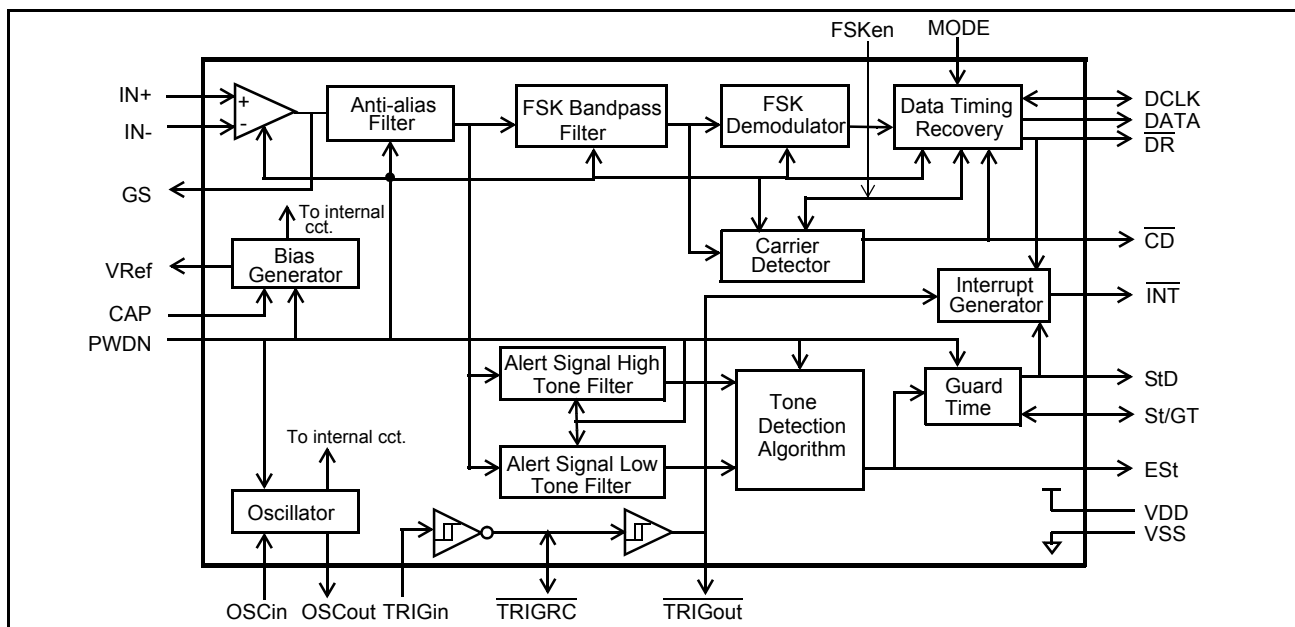 FSKen
MODE
IN+
IN-
+
-
Anti-alias
Filter
FSK Bandpass
Filter
FSK
Demodulator
Data Timing
Recovery
DCLK
DATA
DR
GS
To internal
cct.
VRef
Bias
Generator
Carrier
Detector
CD
CAP
Interrupt
Generator
INT
PWDN
Alert Signal High
Tone Filter
Tone
Detection
Algorithm
Guard
Time
StD
St/GT
To internal cct.
Alert Signal Low
Tone Filter
ESt
Oscillator
VDD
VSS
OSCin
OSCout
TRIGin
TRIGRC
TRIGout